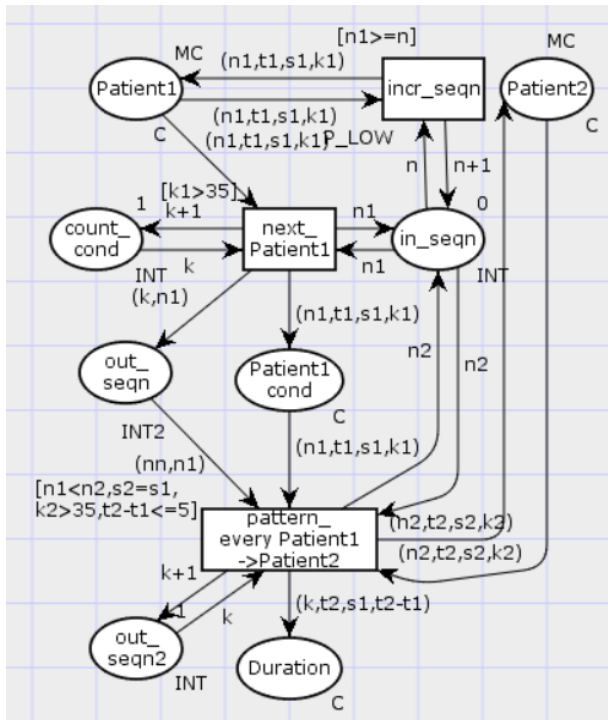 [n1>=n]
MC
(n1,t1,s1,k1)
MC
Patient1
incr_seqn
Patient2
(n1,t1,s1,k1)
C
C
(n1,t1,s1,k1)
P_LOW
n
n+1
[k1>35]
1
k+1
n1
0
count_
cond
next_
Patient1
in_seqn
k
n1
INT
INT
(k,n1)
(n1,t1,s1,k1)
n2
n2
out_
seqn
Patient1
cond
C
INT2
(nn,n1)
(n1,t1,s1,k1)
[n1<n2,s2=s1,
k2>35,t2-t1<=5]
pattern_
every Patient1
->Patient2
(n2,t2,s2,k2)
(n2,t2,s2,k2)
k+1
1
k
(k,t2,s1,t2-t1)
out_
seqn2
Duration
INT
C